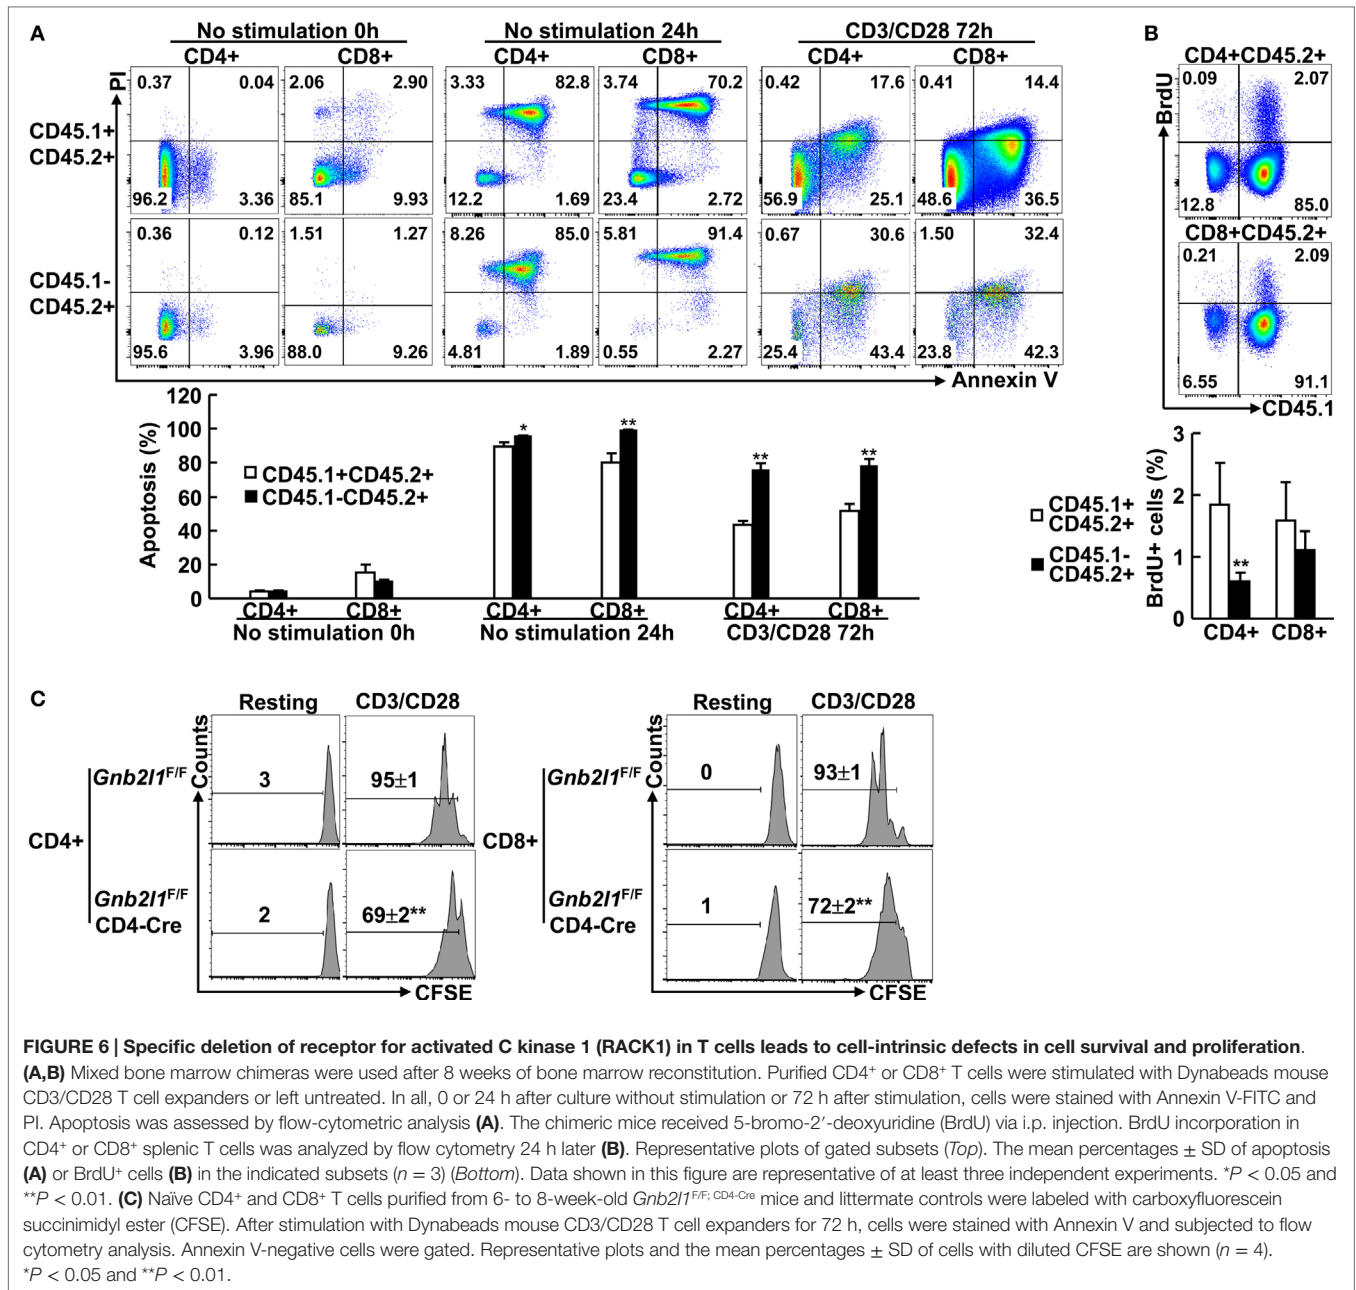 A
No stimulation 0h
No stimulation 24h
CD3/CD28 72h
CD4+ CD8+ CD4+ CD8+ CD4+ CD8+
PI
0.37 0.04 2.06 2.90 3.33 82.8 3.74 70.2 0.42 17.6 0.41 14.4
CD45.1+
CD45.2+
96.2 3.36 85.1 9.93 12.2 1.69 23.4 2.72 56.9 25.1 48.6 36.5
0.36 0.12 1.51 1.27 8.26 85.0 5.81 91.4 0.67 30.6 1.50 32.4
CD45.1-
CD45.2+
95.6 3.96 88.0 9.26 4.81 1.89 0.55 2.27 25.4 43.4 23.8 42.3
Annexin V
Apoptosis (%)
120
100
80
60
40
20
0
CD45.1+CD45.2+
CD45.1-CD45.2+
* ** ** **
CD4+ CD8+ CD4+ CD8+ CD4+ CD8+
No stimulation 0h No stimulation 24h CD3/CD28 72h
B
CD4+CD45.2+
BrdU
0.09 2.07
12.8 85.0
CD8+CD45.2+
0.21 2.09
6.55 91.1
CD45.1
CD45.1+
CD45.2+
CD45.1-
CD45.2+
BrdU+ cells (%)
3
2
1
0
**
CD4+ CD8+
C
Resting CD3/CD28
Counts
CD4+
Gnb2l1F/F
3 95±1
Gnb2l1F/F
CD4-Cre
2 69±2**
CFSE
Resting CD3/CD28
Counts
CD8+
Gnb2l1F/F
0 93±1
Gnb2l1F/F
CD4-Cre
1 72±2**
CFSE
FIGURE 6 | Specific deletion of receptor for activated C kinase 1 (RACK1) in T cells leads to cell-intrinsic defects in cell survival and proliferation.
(A,B) Mixed bone marrow chimeras were used after 8 weeks of bone marrow reconstitution. Purified CD4+ or CD8+ T cells were stimulated with Dynabeads mouse
CD3/CD28 T cell expanders or left untreated. In all, 0 or 24 h after culture without stimulation or 72 h after stimulation, cells were stained with Annexin V-FITC and
PI. Apoptosis was assessed by flow-cytometric analysis (A). The chimeric mice received 5-bromo-2′-deoxyuridine (BrdU) via i.p. injection. BrdU incorporation in
CD4+ or CD8+ splenic T cells was analyzed by flow cytometry 24 h later (B). Representative plots of gated subsets (Top). The mean percentages ± SD of apoptosis
(A) or BrdU+ cells (B) in the indicated subsets (n = 3) (Bottom). Data shown in this figure are representative of at least three independent experiments. *P < 0.05 and
**P < 0.01. (C) Naïve CD4+ and CD8+ T cells purified from 6- to 8-week-old Gnb2l1F/F; CD4-Cre mice and littermate controls were labeled with carboxyfluorescein
succinimidyl ester (CFSE). After stimulation with Dynabeads mouse CD3/CD28 T cell expanders for 72 h, cells were stained with Annexin V and subjected to flow
cytometry analysis. Annexin V-negative cells were gated. Representative plots and the mean percentages ± SD of cells with diluted CFSE are shown (n = 4).
*P < 0.05 and **P < 0.01.